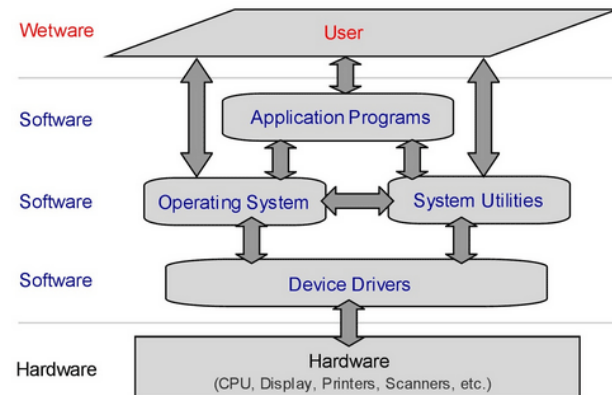 Wetware User
Software Application Programs
Software Operating System System Utilities
Software Device Drivers
Hardware Hardware
(CPU, Display, Printers, Scanners, etc.)